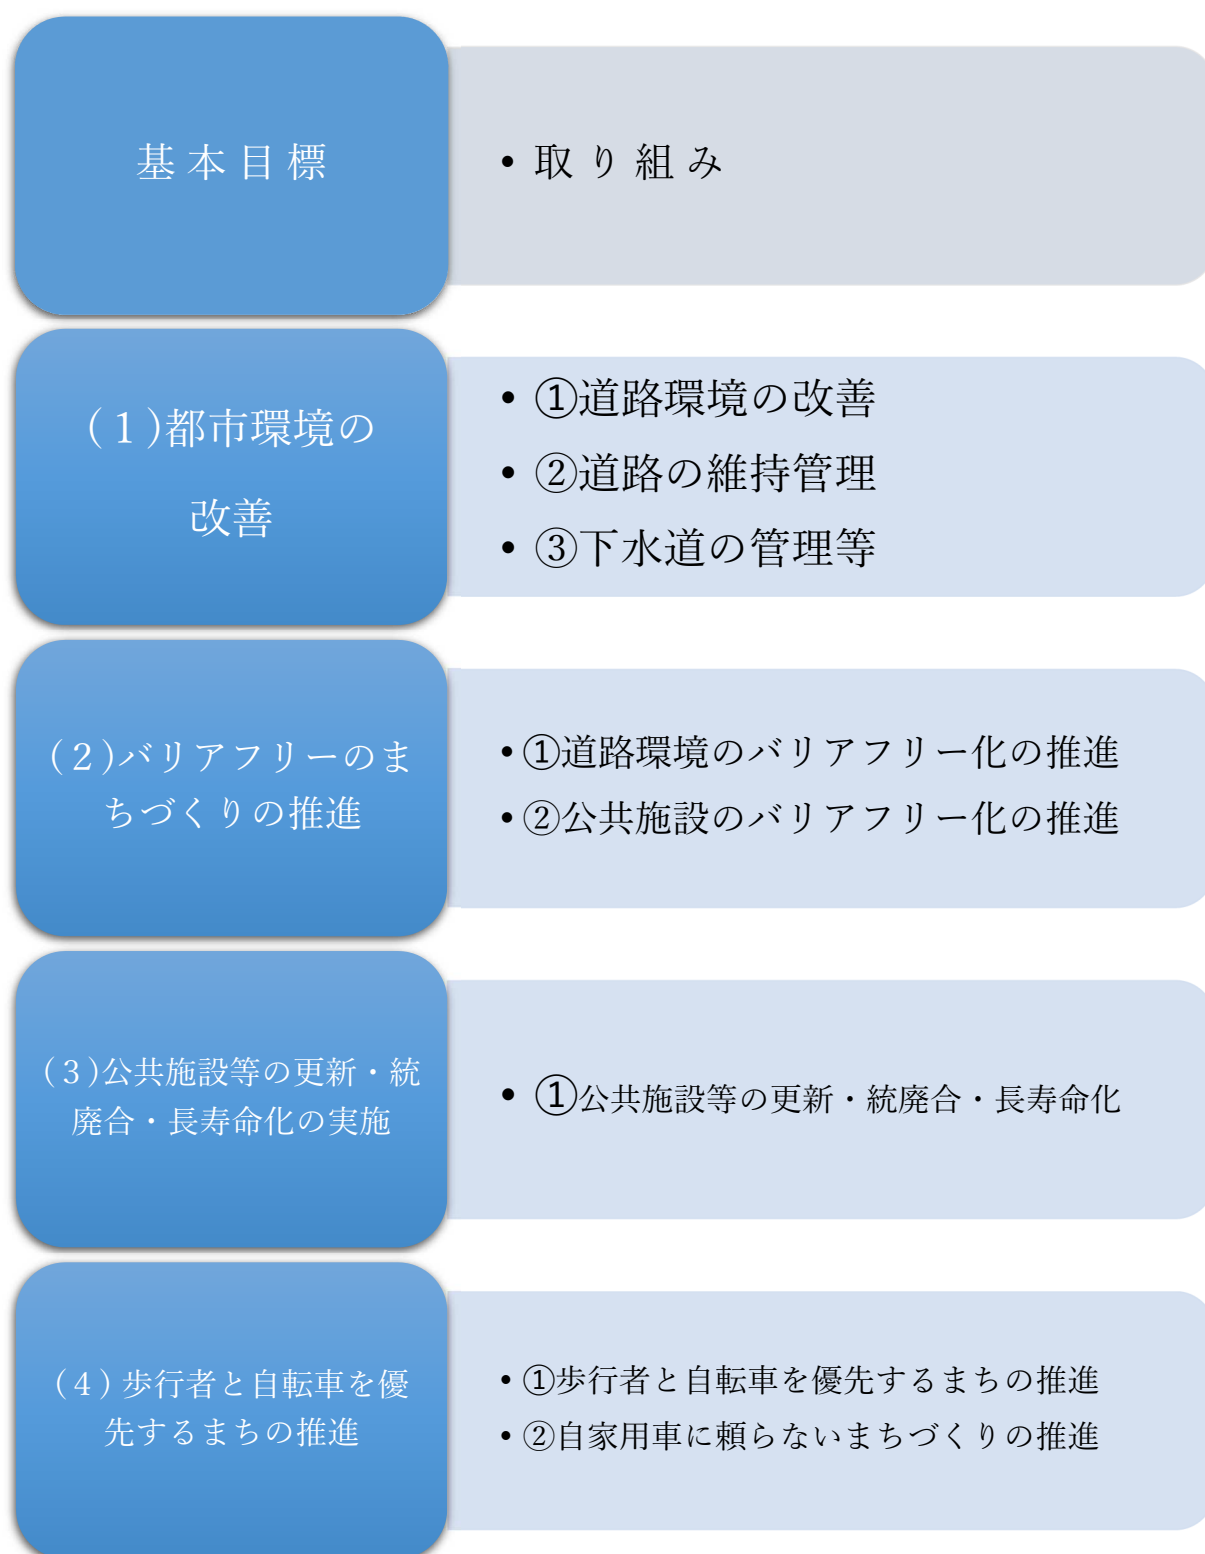 基本目標
• 取り組み
(１)都市環境の
改善
• ①道路環境の改善
• ②道路の維持管理
• ③下水道の管理等
(２)バリアフリーのま
ちづくりの推進
• ①道路環境のバリアフリー化の推進
• ②公共施設のバリアフリー化の推進
(３)公共施設等の更新・統
廃合・長寿命化の実施
• ①公共施設等の更新・統廃合・長寿命化
(４) 歩行者と自転車を優
先するまちの推進
• ①歩行者と自転車を優先するまちの推進
• ②自家用車に頼らないまちづくりの推進